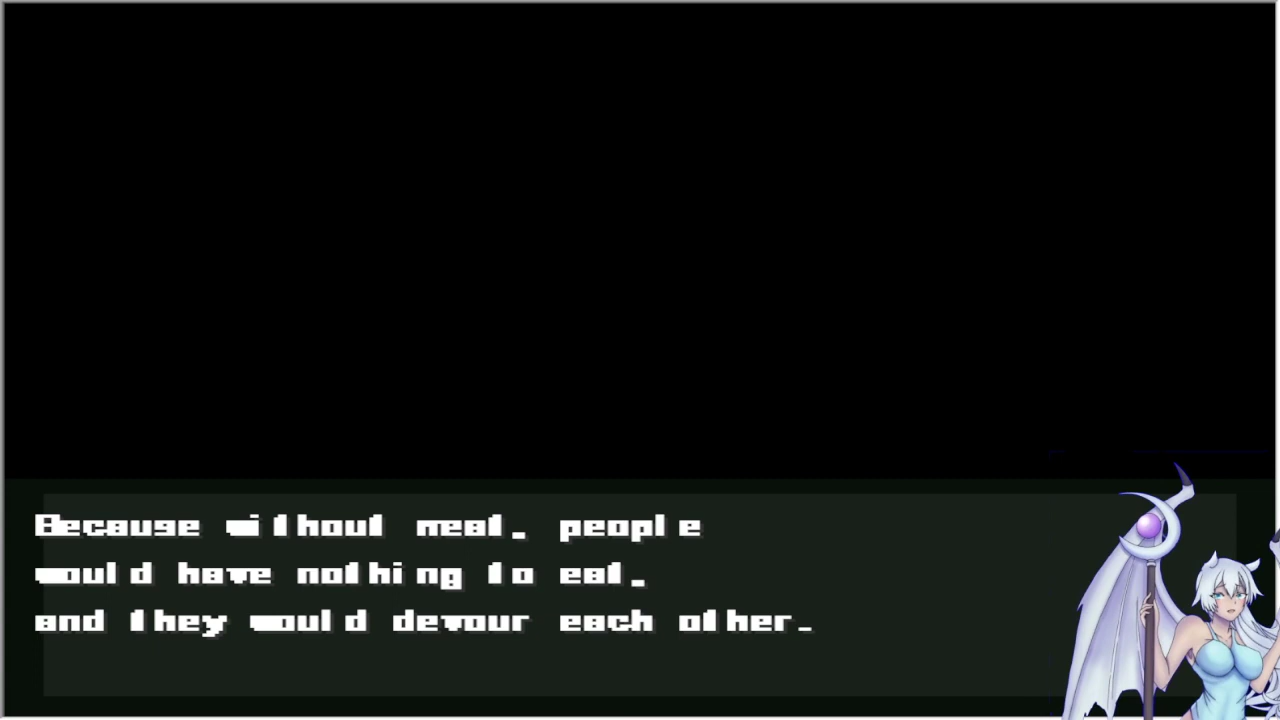 Because without meat, people
would have nothing to eat,
and they would devour each other.